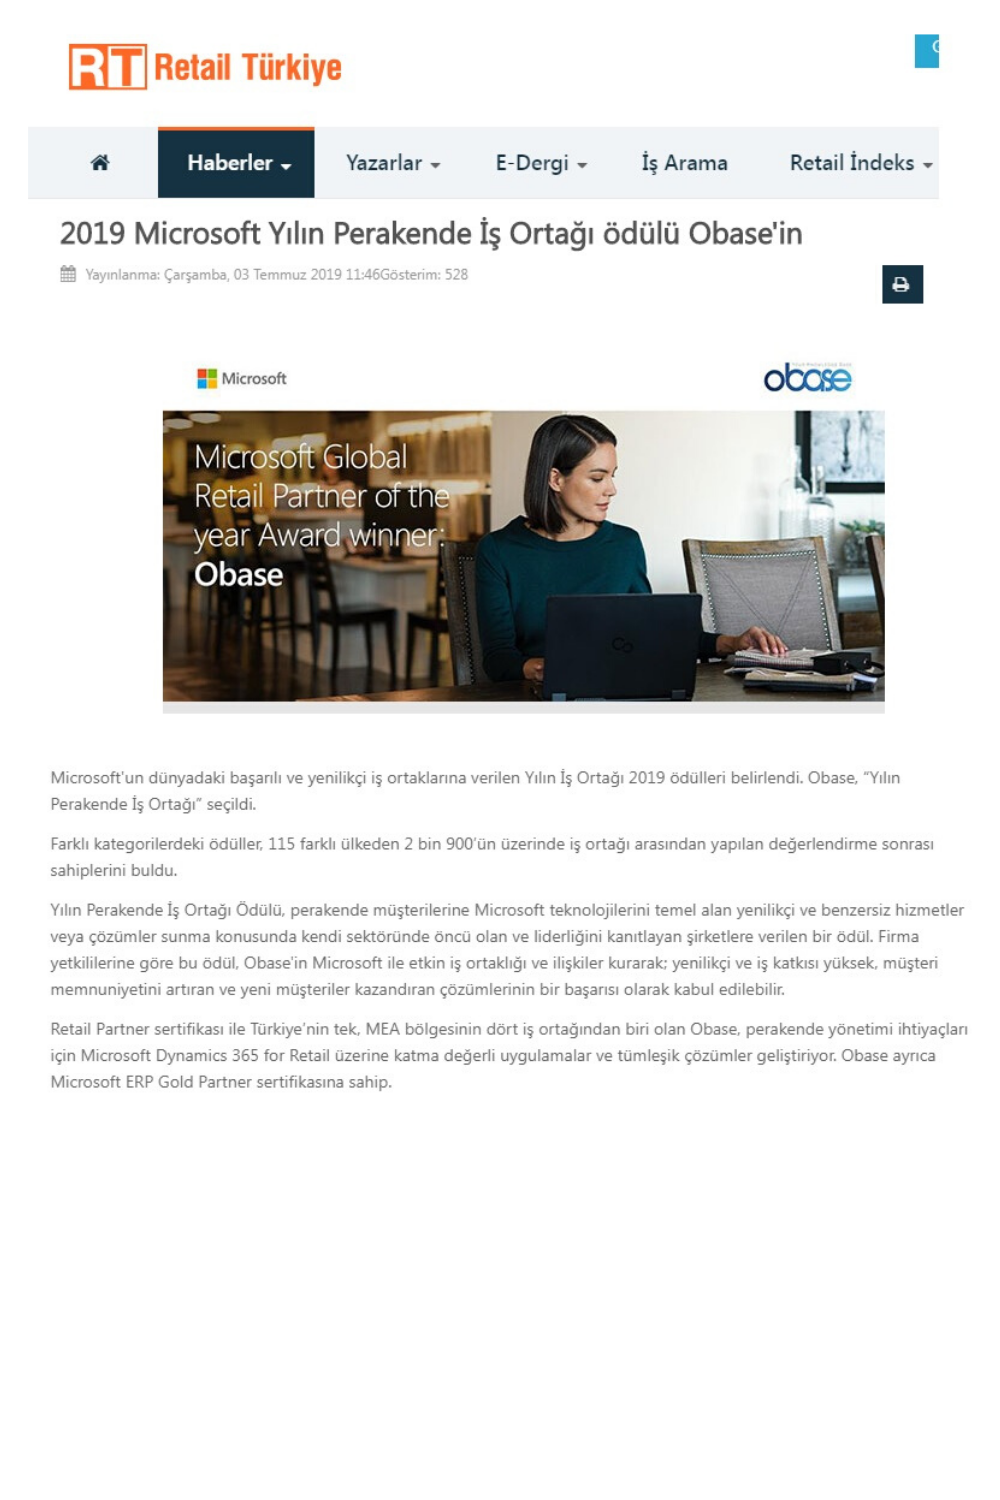 RT Retail Türkiye
Haberler
Yazarlar
E-Dergi
İş Arama
Retail İndeks
2019 Microsoft Yılın Perakende İş Ortağı ödülü Obase'in
Yayınlanma: Çarşamba, 03 Temmuz 2019 11:46Gösterim: 528
Microsoft
obase
Microsoft Global
Retail Partner of the
year Award winner:
Obase
Microsoft'un dünyadaki başarılı ve yenilikçi iş ortaklarına verilen Yılın İş Ortağı 2019 ödülleri belirlendi. Obase, “Yılın
Perakende İş Ortağı” seçildi.
Farklı kategorilerdeki ödüller, 115 farklı ülkeden 2 bin 900’ün üzerinde iş ortağı arasından yapılan değerlendirme sonrası
sahiplerini buldu.
Yılın Perakende İş Ortağı Ödülü, perakende müşterilerine Microsoft teknolojilerini temel alan yenilikçi ve benzersiz hizmetler
veya çözümler sunma konusunda kendi sektöründe öncü olan ve liderliğini kanıtlayan şirketlere verilen bir ödül. Firma
yetkililerine göre bu ödül, Obase'in Microsoft ile etkin iş ortaklığı ve ilişkiler kurarak; yenilikçi ve iş katkısı yüksek, müşteri
memnuniyetini artıran ve yeni müşteriler kazandıran çözümlerinin bir başarısı olarak kabul edilebilir.
Retail Partner sertifikası ile Türkiye’nin tek, MEA bölgesinin dört iş ortağından biri olan Obase, perakende yönetimi ihtiyaçları
için Microsoft Dynamics 365 for Retail üzerine katma değerli uygulamalar ve tümleşik çözümler geliştiriyor. Obase ayrıca
Microsoft ERP Gold Partner sertifikasına sahip.